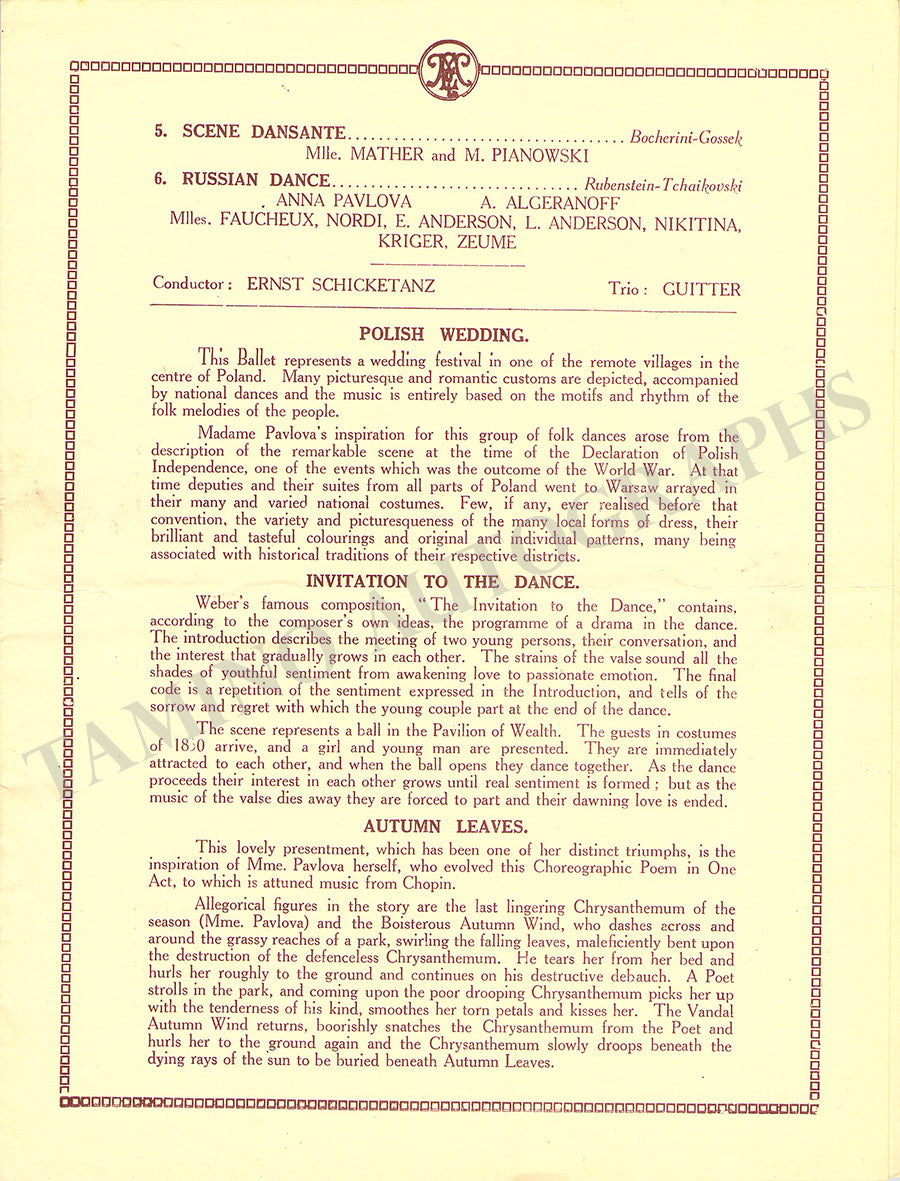 5. SCENE DANSANTE................................. Bocherini-Gossek
Mlle. MATHER and M. PIANOWSKI
6. RUSSIAN DANCE................................. Rubenstein-Tchaikovski
ANNA PAVLOVA A. ALGERANOFF
Mlles. FAUCHEUX, NORDI, E. ANDERSON, L. ANDERSON, NIKITINA,
KRIGER, ZEUME
Conductor: ERNST SCHICKETANZ Trio: GUITTER
POLISH WEDDING.
This Ballet represents a wedding festival in one of the remote villages in the
centre of Poland. Many picturesque and romantic customs are depicted, accompanied
by national dances and the music is entirely based on the motifs and rhythm of the
folk melodies of the people.
Madame Pavlova's inspiration for this group of folk dances arose from the
description of the remarkable scene at the time of the Declaration of Polish
Independence, one of the events which was the outcome of the World War. At that
time deputies and their suites from all parts of Poland went to Warsaw arrayed in
their many and varied national costumes. Few, if any, ever realised before that
convention, the variety and picturesqueness of the many local forms of dress, their
brilliant and tasteful colourings and original and individual patterns, many being
associated with historical traditions of their respective districts.
INVITATION TO THE DANCE.
Weber's famous composition, "The Invitation to the Dance," contains,
according to the composer's own ideas, the programme of a drama in the dance.
The introduction describes the meeting of two young persons, their conversation, and
the interest that gradually grows in each other. The strains of the valse sound all the
shades of youthful sentiment from awakening love to passionate emotion. The final
code is a repetition of the sentiment expressed in the Introduction, and tells of the
sorrow and regret with which the young couple part at the end of the dance.
The scene represents a ball in the Pavilion of Wealth. The guests in costumes
of arrive, and a girl and young man are presented. They are immediately
attracted to each other, and when the ball opens they dance together. As the dance
proceeds their interest in each other grows until real sentiment is formed; but as the
music of the valse dies away they are forced to part and their dawning love is ended.
AUTUMN LEAVES.
This lovely presentment, which has been one of her distinct triumphs, is the
inspiration of Mme. Pavlova herself, who evolved this Choreographic Poem in One
Act, to which is attuned music from Chopin.
Allegorical figures in the story are the last lingering Chrysanthemum of the
season (Mme. Pavlova) and the Boisterous Autumn Wind, who dashes across and
around the grassy reaches of a park, swirling the falling leaves, maleficiently bent upon
the destruction of the defenceless Chrysanthemum. He tears her from her bed and
hurls her roughly to the ground and continues on his destructive debauch. A Poet
strolls in the park, and coming upon the poor drooping Chrysanthemum picks her up
with the tenderness of his kind, smoothes her torn petals and kisses her. The Vandal
Autumn Wind returns, boorishly snatches the Chrysanthemum from the Poet and
hurls her to the ground again and the Chrysanthemum slowly droops beneath the
dying rays of the sun to be buried beneath Autumn Leaves.
TAMINO AUTOGRAPHS